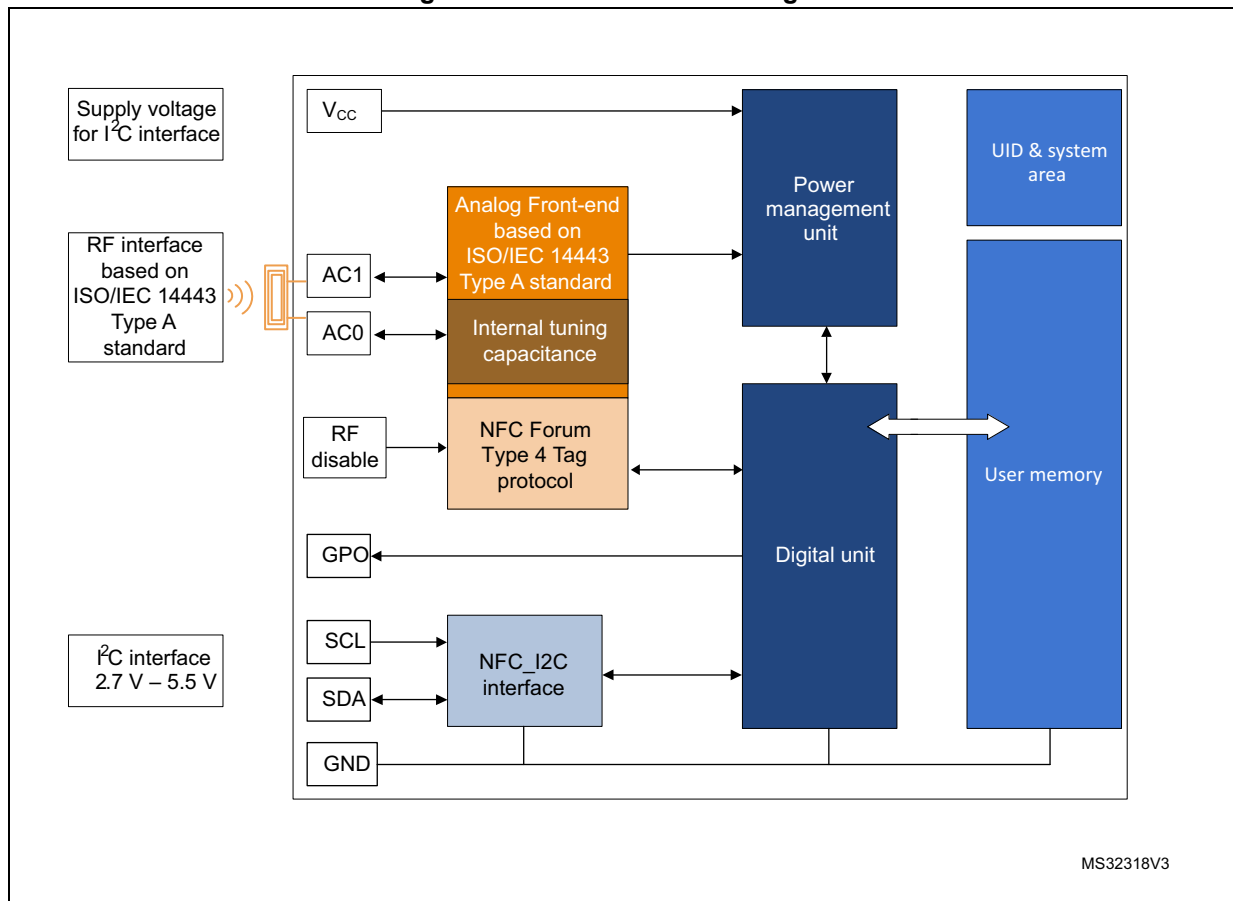 Supply voltage
for I²C interface
V_CC
Power
management
unit
UID & system
area
RF interface
based on
ISO/IEC 14443
Type A
standard
AC1
AC0
Analog Front-end
based on
ISO/IEC 14443
Type A standard
Internal tuning
capacitance
RF
disable
NFC Forum
Type 4 Tag
protocol
User memory
GPO
Digital unit
I²C interface
2.7 V – 5.5 V
SCL
SDA
NFC_I2C
interface
GND
MS32318V3